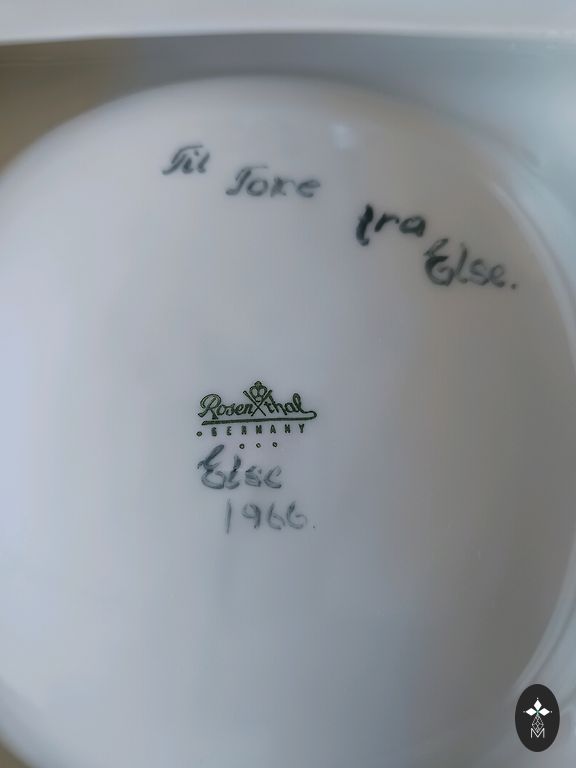 Til Tore fra Else.
Rosenthal
GERMANY
Else
1966.
M